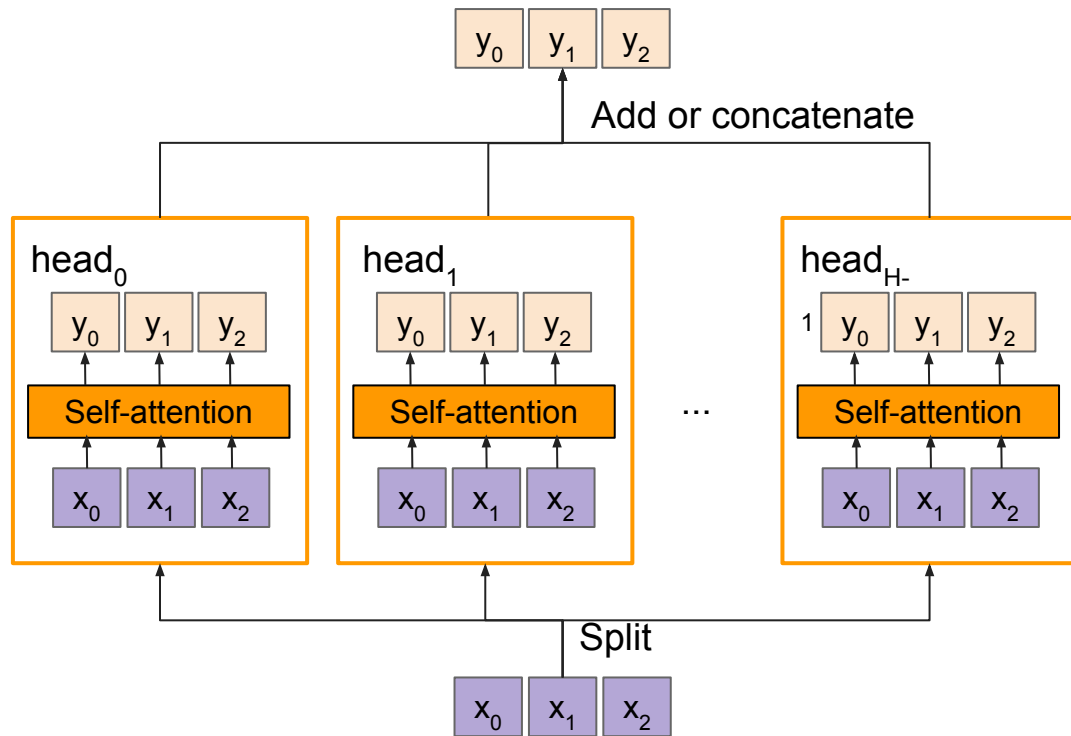 y0 y1 y2
Add or concatenate
head0
y0 y1 y2
Self-attention
x0 x1 x2
head1
y0 y1 y2
Self-attention
x0 x1 x2
...
headH-
1
y0 y1 y2
Self-attention
x0 x1 x2
Split
x0 x1 x2